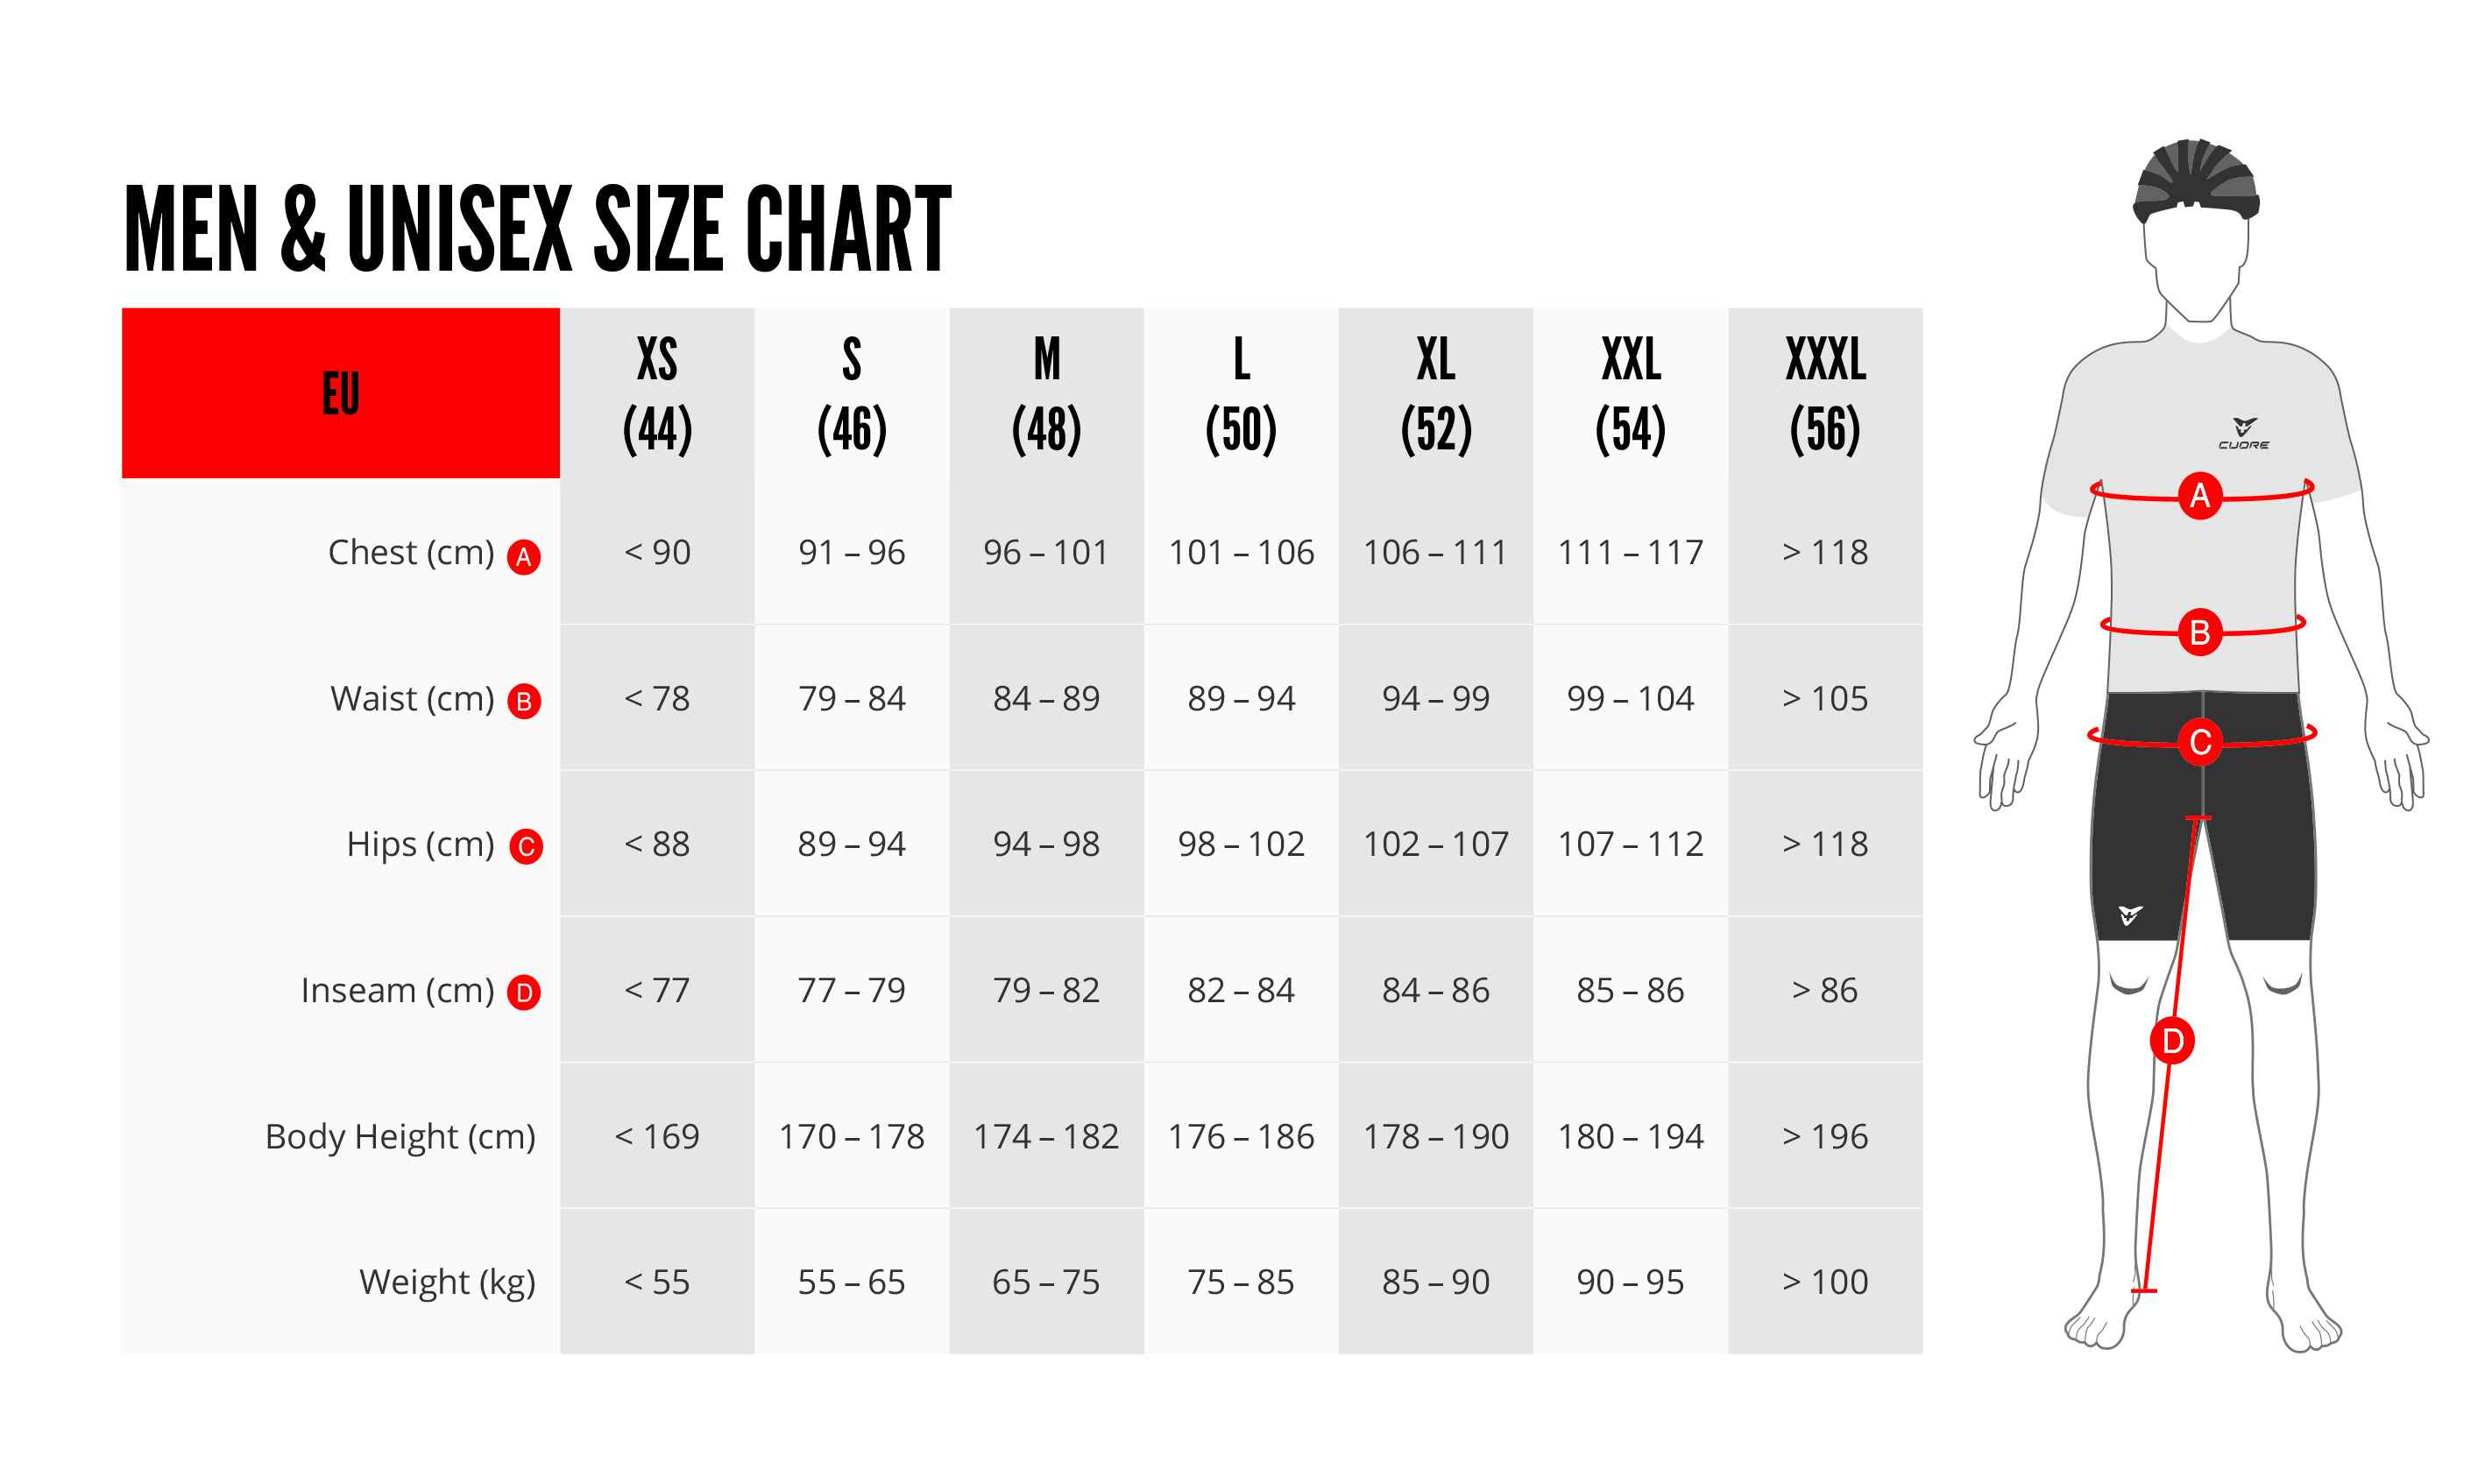 MEN & UNISEX SIZE CHART
EU XS (44) S (46) M (48) L (50) XL (52) XXL (54) XXXL (56)
Chest (cm) A < 90 91 – 96 96 – 101 101 – 106 106 – 111 111 – 117 > 118
Waist (cm) B < 78 79 – 84 84 – 89 89 – 94 94 – 99 99 – 104 > 105
Hips (cm) C < 88 89 – 94 94 – 98 98 – 102 102 – 107 107 – 112 > 118
Inseam (cm) D < 77 77 – 79 79 – 82 82 – 84 84 – 86 85 – 86 > 86
Body Height (cm) < 169 170 – 178 174 – 182 176 – 186 178 – 190 180 – 194 > 196
Weight (kg) < 55 55 – 65 65 – 75 75 – 85 85 – 90 90 – 95 > 100
CUORE
A
B
C
D